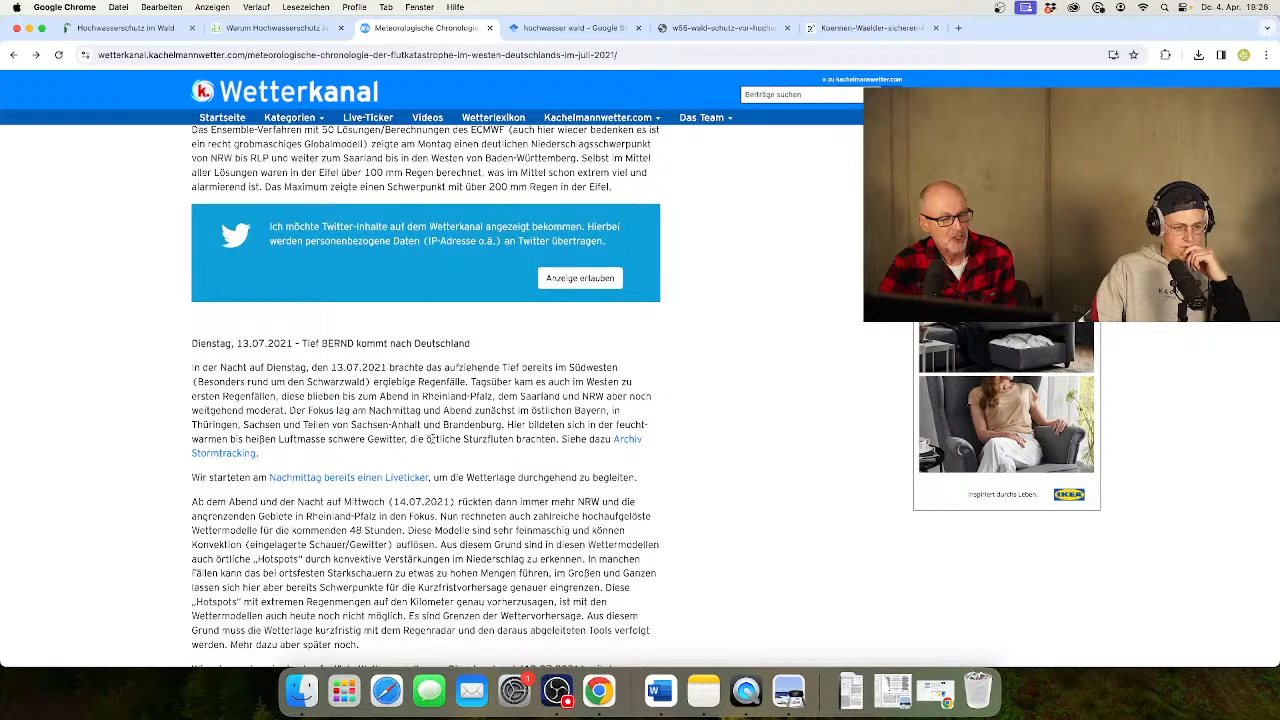 Google Chrome Datei Bearbeiten Anzeigen Verlauf Lesezeichen Profile Tab Fenster Hilfe
Do. 4. Apr. 18:26
Hochwasserschutz im Wald
Warum Hochwasserschutz im
Meteorologische Chronologie
hochwasser wald - Google S
w55-wald-schutz-vor-hochw
Koennen-Waelder-sicheren-
wetterkanal.kachelmannwetter.com/meteorologische-chronologie-der-flutkatastrophe-im-westen-deutschlands-im-juli-2021/
» zu kachelmannwetter.com
k. Wetterkanal
Beiträge suchen
Startseite Kategorien Live-Ticker Videos Wetterlexikon Kachelmannwetter.com Das Team
Das Ensemble-Verfahren mit 50 Lösungen/Berechnungen des ECMWF (auch hier wieder bedenken es ist
ein recht grobmasiges Globalmodell) zeigte am Montag einen deutlichen Niederschlagsschwerpunkt
von NRW bis RLP und weiter zum Saarland bis in den Westen von Baden-Württemberg. Selbst im Mittel
aller Lösungen waren in der Eifel über 100 mm Regen berechnet, was im Mittel schon extrem viel und
alarmierend ist. Das Maximum zeigte einen Schwerpunkt mit über 200 mm Regen in der Eifel.
Ich möchte Twitter-Inhalte auf dem Wetterkanal angezeigt bekommen. Hierbei
werden personenbezogene Daten (IP-Adresse o.ä.) an Twitter übertragen.
Anzeige erlauben
Dienstag, 13.07.2021 – Tief BERND kommt nach Deutschland
In der Nacht auf Dienstag, den 13.07.2021 brachte das aufziehende Tief bereits im Südwesten
(Besonders rund um den Schwarzwald) ergiebige Regenfälle. Tagsüber kam es auch im Westen zu
ersten Regenfällen, diese blieben bis zum Abend in Rheinland-Pfalz, dem Saarland und NRW aber noch
weitgehend moderat. Der Fokus lag am Nachmittag und Abend zunächst im östlichen Bayern, in
Thüringen, Sachsen und Teilen von Sachsen-Anhalt und Brandenburg. Hier bildeten sich in der feucht-
warmen bis heißen Luftmasse schwere Gewitter, die örtliche Sturzfluten brachten. Siehe dazu Archiv
Stormtracking.
Wir starteten am Nachmittag bereits einen Liveticker, um die Wetterlage durchgehend zu begleiten.
Ab dem Abend und der Nacht auf Mittwoch (14.07.2021) rückten dann immer mehr NRW und die
angrenzenden Gebiete in Rheinland-Pfalz in den Fokus. Nun rechneten auch zahlreiche hochaufgelöste
Wettermodelle für die kommenden 48 Stunden. Diese Modelle sind sehr feinmaschig und können
Konvektion (eingelagerte Schauer/Gewitter) auflösen. Aus diesem Grund sind in diesen Wettermodellen
auch örtliche „Hotspots“ durch konvektive Verstärkungen im Niederschlag zu erkennen. In manchen
Fällen kann das bei ortsfesten Starkschauern zu etwas zu hohen Mengen führen, im Großen und Ganzen
lassen sich hier aber bereits Schwerpunkte für die Kurzfristvorhersage genauer eingrenzen. Diese
„Hotspots“ mit extremen Regenmengen auf den Kilometer genau vorherzusagen, ist mit den
Wettermodellen auch heute noch nicht möglich. Es sind Grenzen der Wettervorhersage. Aus diesem
Grund muss die Wetterlage kurzfristig mit dem Regenradar und den daraus abgeleiteten Tools verfolgt
werden. Mehr dazu aber später noch.
Inspiriert durchs Leben.
IKEA
1
W